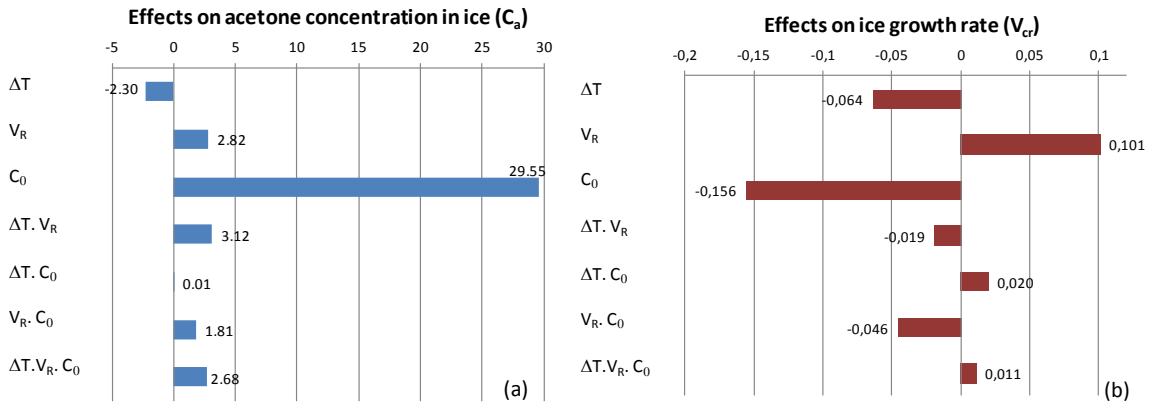 Effects on acetone concentration in ice (Ca)
-5 0 5 10 15 20 25 30
ΔT -2.30
VR 2.82
C0 29.55
ΔT. VR 3.12
ΔT. C0 0.01
VR. C0 1.81
ΔT.VR. C0 2.68
(a)
Effects on ice growth rate (Vcr)
-0,2 -0,15 -0,1 -0,05 0 0,05 0,1
ΔT -0,064
VR 0,101
C0 -0,156
ΔT. VR -0,019
ΔT. C0 0,020
VR. C0 -0,046
ΔT.VR. C0 0,011
(b)